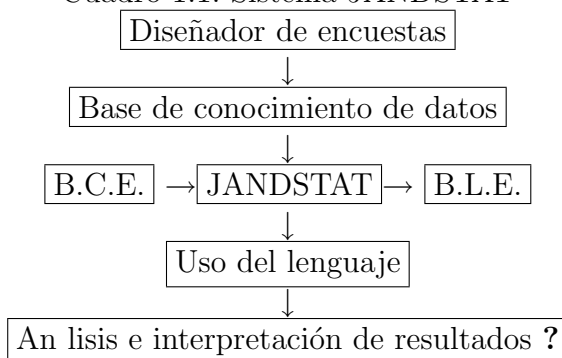 Cuadro 1.1: Sistema JANDSTAT
Diseñador de encuestas
↓
Base de conocimiento de datos
↓
B.C.E. → JANDSTAT → B.L.E.
↓
Uso del lenguaje
↓
An lisis e interpretación de resultados ?